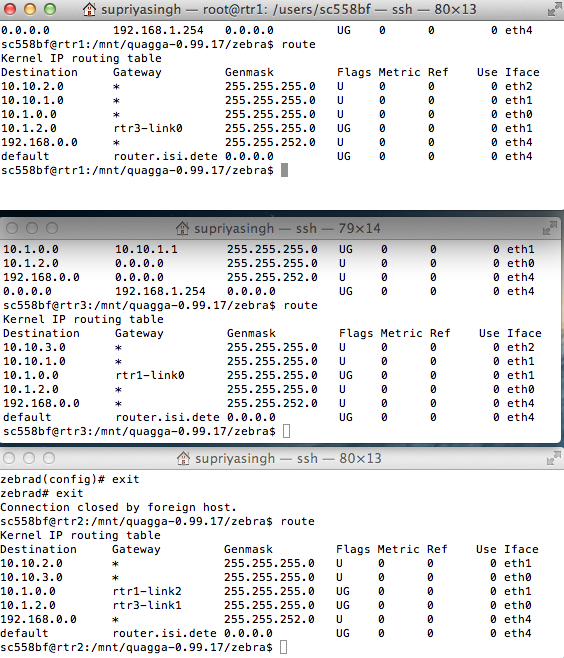 supriyasingh — root@rtr1: /users/sc558bf — ssh — 80×13
0.0.0.0 192.168.1.254 0.0.0.0 UG 0 0 0 eth4
sc558bf@rtr1:/mnt/quagga-0.99.17/zebra$ route
Kernel IP routing table
Destination Gateway Genmask Flags Metric Ref Use Iface
10.10.2.0 * 255.255.255.0 U 0 0 0 eth2
10.10.1.0 * 255.255.255.0 U 0 0 0 eth1
10.1.0.0 * 255.255.255.0 U 0 0 0 eth0
10.1.2.0 rtr3-link0 255.255.255.0 UG 0 0 0 eth1
192.168.0.0 * 255.255.252.0 U 0 0 0 eth4
default router.isi.dete 0.0.0.0 UG 0 0 0 eth4
sc558bf@rtr1:/mnt/quagga-0.99.17/zebra$
supriyasingh — ssh — 79×14
10.1.0.0 10.10.1.1 255.255.255.0 UG 0 0 0 eth1
10.1.2.0 0.0.0.0 255.255.255.0 U 0 0 0 eth0
192.168.0.0 0.0.0.0 255.255.252.0 U 0 0 0 eth4
0.0.0.0 192.168.1.254 0.0.0.0 UG 0 0 0 eth4
sc558bf@rtr3:/mnt/quagga-0.99.17/zebra$ route
Kernel IP routing table
Destination Gateway Genmask Flags Metric Ref Use Iface
10.10.3.0 * 255.255.255.0 U 0 0 0 eth2
10.10.1.0 * 255.255.255.0 U 0 0 0 eth1
10.1.0.0 rtr1-link0 255.255.255.0 UG 0 0 0 eth1
10.1.2.0 * 255.255.255.0 U 0 0 0 eth0
192.168.0.0 * 255.255.252.0 U 0 0 0 eth4
default router.isi.dete 0.0.0.0 UG 0 0 0 eth4
sc558bf@rtr3:/mnt/quagga-0.99.17/zebra$
supriyasingh — ssh — 80×13
zebrad(config)# exit
zebrad# exit
Connection closed by foreign host.
sc558bf@rtr2:/mnt/quagga-0.99.17/zebra$ route
Kernel IP routing table
Destination Gateway Genmask Flags Metric Ref Use Iface
10.10.2.0 * 255.255.255.0 U 0 0 0 eth1
10.10.3.0 * 255.255.255.0 U 0 0 0 eth0
10.1.0.0 rtr1-link2 255.255.255.0 UG 0 0 0 eth1
10.1.2.0 rtr3-link1 255.255.255.0 UG 0 0 0 eth0
192.168.0.0 * 255.255.252.0 U 0 0 0 eth4
default router.isi.dete 0.0.0.0 UG 0 0 0 eth4
sc558bf@rtr2:/mnt/quagga-0.99.17/zebra$